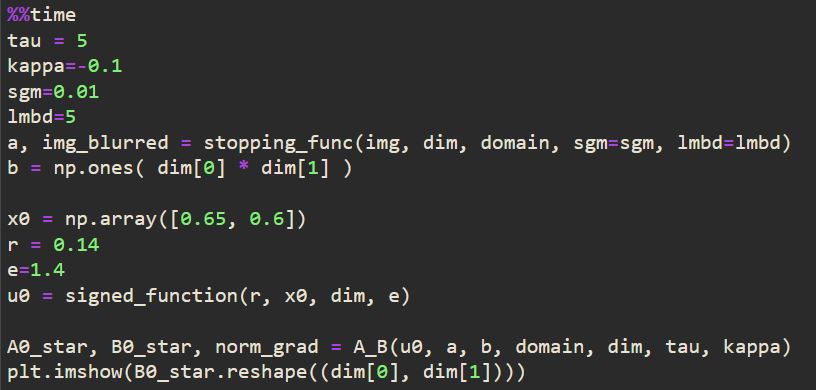 %%time
tau = 5
kappa=-0.1
sgm=0.01
lmbd=5
a, img_blurred = stopping_func(img, dim, domain, sgm=sgm, lmbd=lmbd)
b = np.ones( dim[0] * dim[1] )
x0 = np.array([0.65, 0.6])
r = 0.14
e=1.4
u0 = signed_function(r, x0, dim, e)
A0_star, B0_star, norm_grad = A_B(u0, a, b, domain, dim, tau, kappa)
plt.imshow(B0_star.reshape((dim[0], dim[1])))